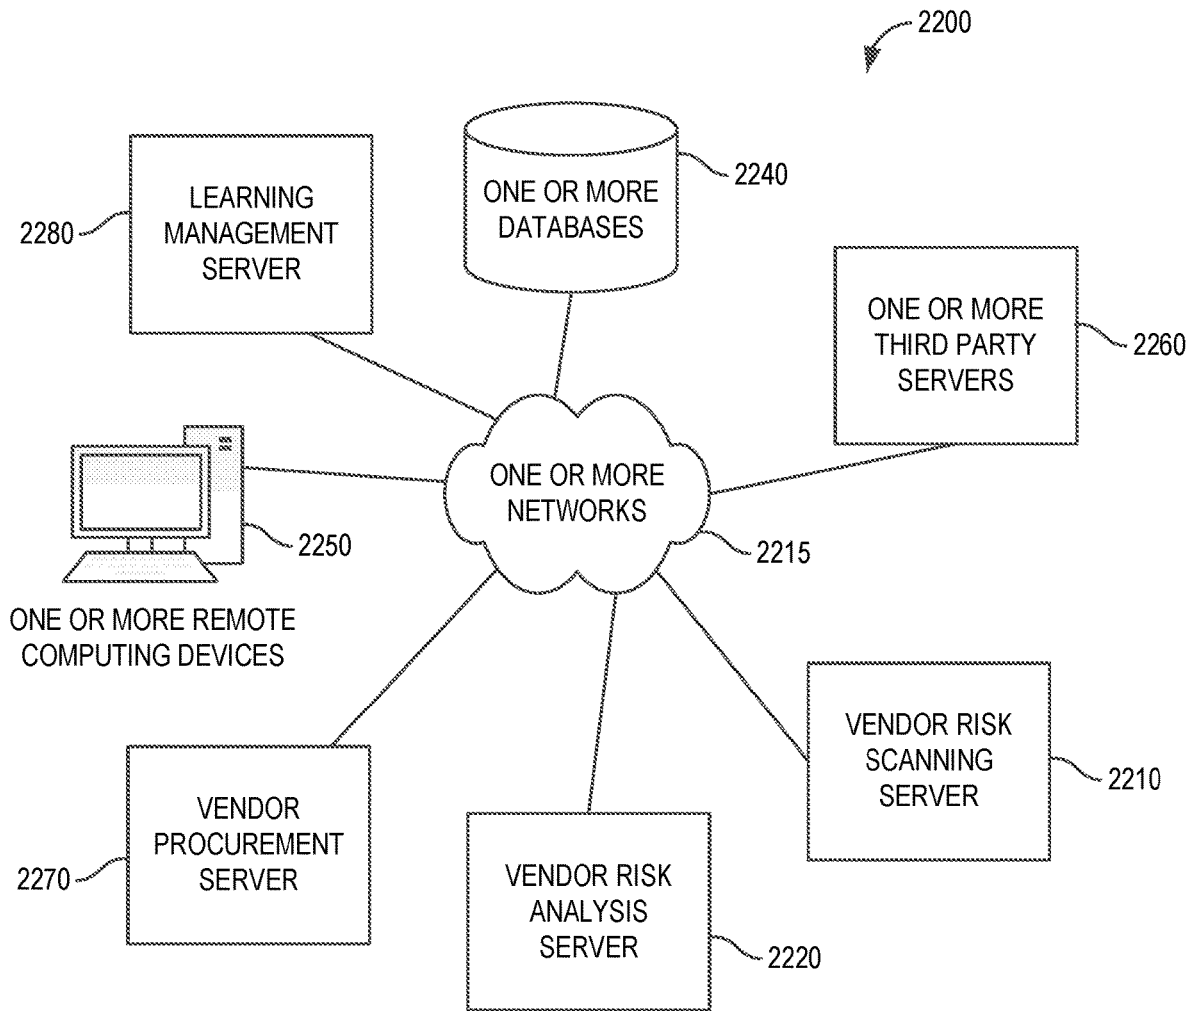 2200
ONE OR MORE
DATABASES
2240
LEARNING
MANAGEMENT
SERVER
2280
ONE OR MORE
THIRD PARTY
SERVERS
2260
ONE OR MORE
NETWORKS
2215
2250
ONE OR MORE REMOTE
COMPUTING DEVICES
VENDOR RISK
SCANNING
SERVER
2210
VENDOR
PROCUREMENT
SERVER
2270
VENDOR RISK
ANALYSIS
SERVER
2220